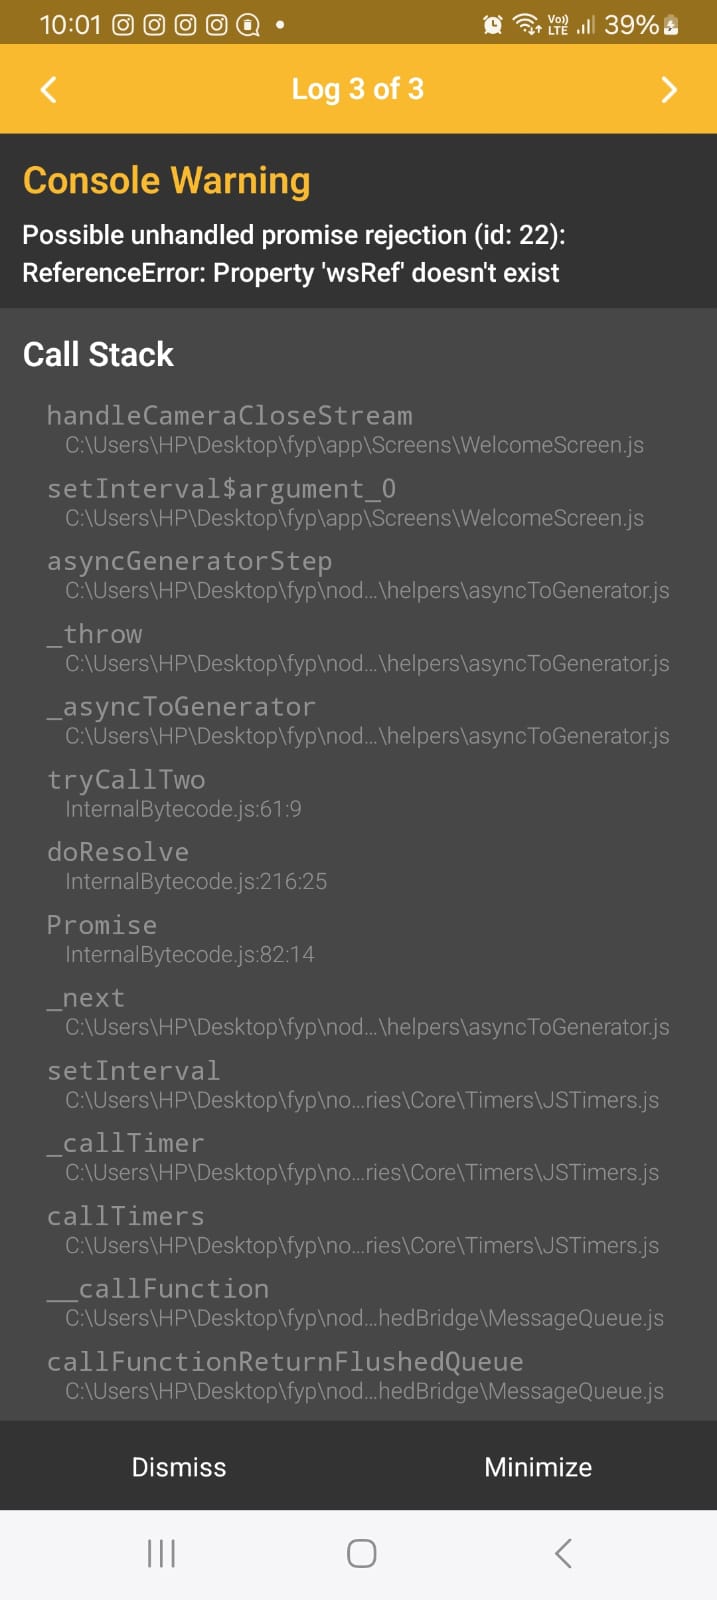 10:01 Vo)) LTE 39%
Log 3 of 3
Console Warning
Possible unhandled promise rejection (id: 22):
ReferenceError: Property 'wsRef' doesn't exist
Call Stack
handleCameraCloseStream
C:\Users\HP\Desktop\fyp\app\Screens\WelcomeScreen.js
setInterval$argument_0
C:\Users\HP\Desktop\fyp\app\Screens\WelcomeScreen.js
asyncGeneratorStep
C:\Users\HP\Desktop\fyp\nod...\helpers\asyncToGenerator.js
_throw
C:\Users\HP\Desktop\fyp\nod...\helpers\asyncToGenerator.js
_asyncToGenerator
C:\Users\HP\Desktop\fyp\nod...\helpers\asyncToGenerator.js
tryCallTwo
InternalBytecode.js:61:9
doResolve
InternalBytecode.js:216:25
Promise
InternalBytecode.js:82:14
_next
C:\Users\HP\Desktop\fyp\nod...\helpers\asyncToGenerator.js
setInterval
C:\Users\HP\Desktop\fyp\no...ries\Core\Timers\JSTimers.js
_callTimer
C:\Users\HP\Desktop\fyp\no...ries\Core\Timers\JSTimers.js
callTimers
C:\Users\HP\Desktop\fyp\no...ries\Core\Timers\JSTimers.js
__callFunction
C:\Users\HP\Desktop\fyp\nod...hedBridge\MessageQueue.js
callFunctionReturnFlushedQueue
C:\Users\HP\Desktop\fyp\nod...hedBridge\MessageQueue.js
Dismiss Minimize